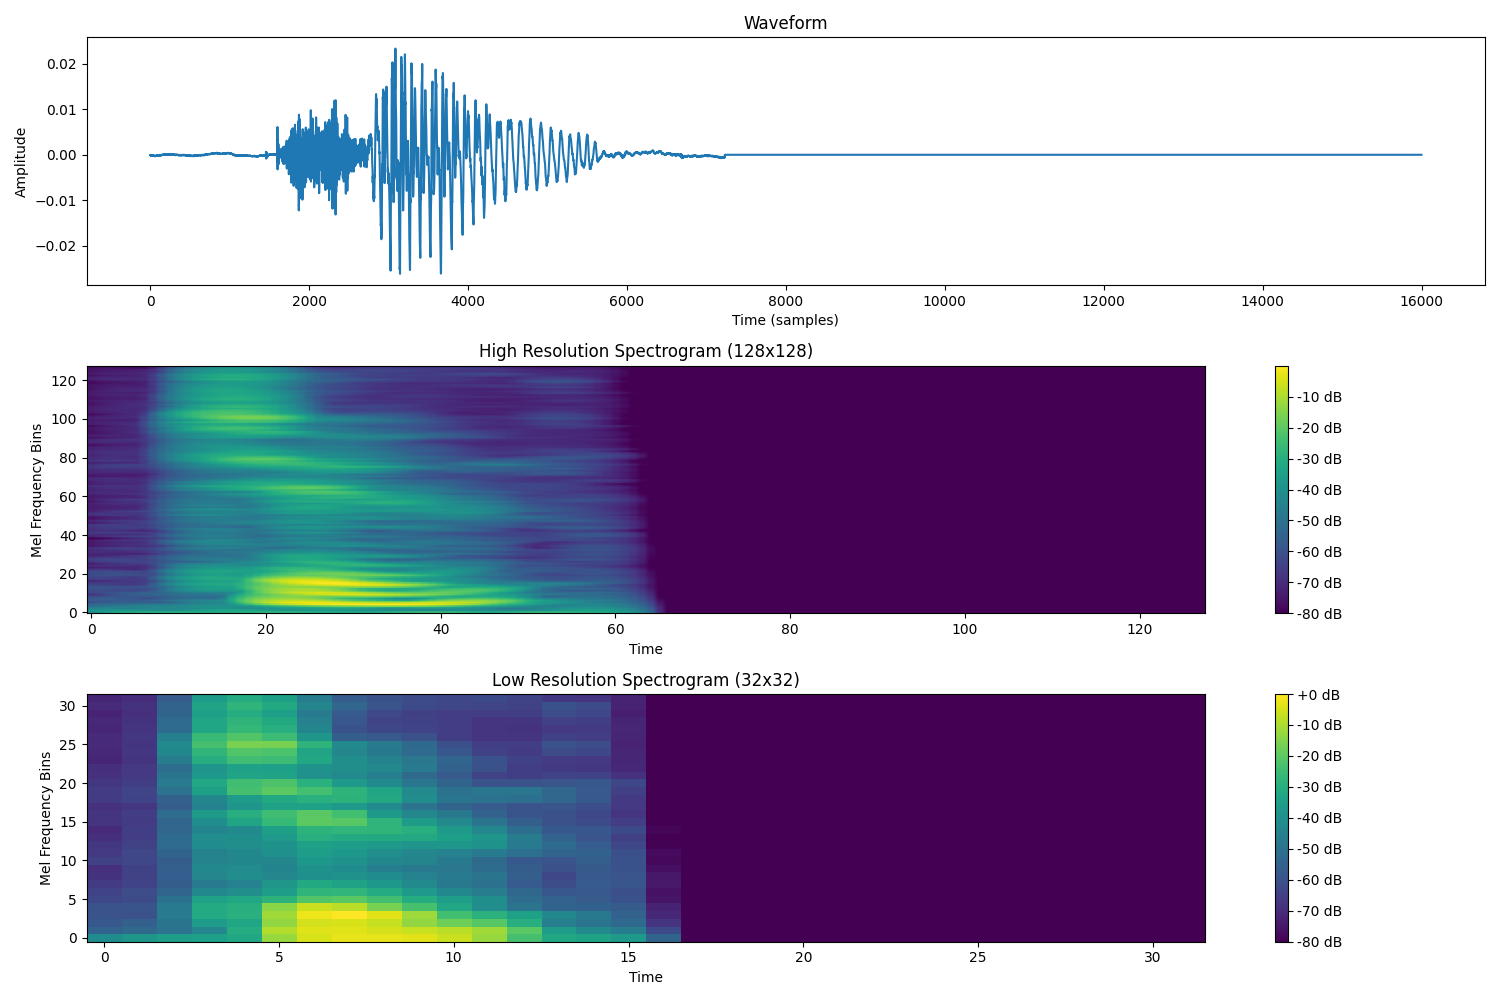 Waveform
0.02
0.01
0.00
−0.01
−0.02
Amplitude
0 2000 4000 6000 8000 10000 12000 14000 16000
Time (samples)
High Resolution Spectrogram (128x128)
120
100
80
60
40
20
0
Mel Frequency Bins
0 20 40 60 80 100 120
Time
-10 dB
-20 dB
-30 dB
-40 dB
-50 dB
-60 dB
-70 dB
-80 dB
Low Resolution Spectrogram (32x32)
30
25
20
15
10
5
0
Mel Frequency Bins
0 5 10 15 20 25 30
Time
+0 dB
-10 dB
-20 dB
-30 dB
-40 dB
-50 dB
-60 dB
-70 dB
-80 dB